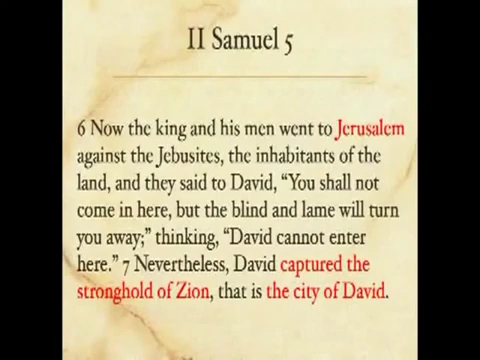 II Samuel 5
6 Now the king and his men went to Jerusalem
against the Jebusites, the inhabitants of the
land, and they said to David, “You shall not
come in here, but the blind and lame will turn
you away;” thinking, “David cannot enter
here.” 7 Nevertheless, David captured the
stronghold of Zion, that is the city of David.